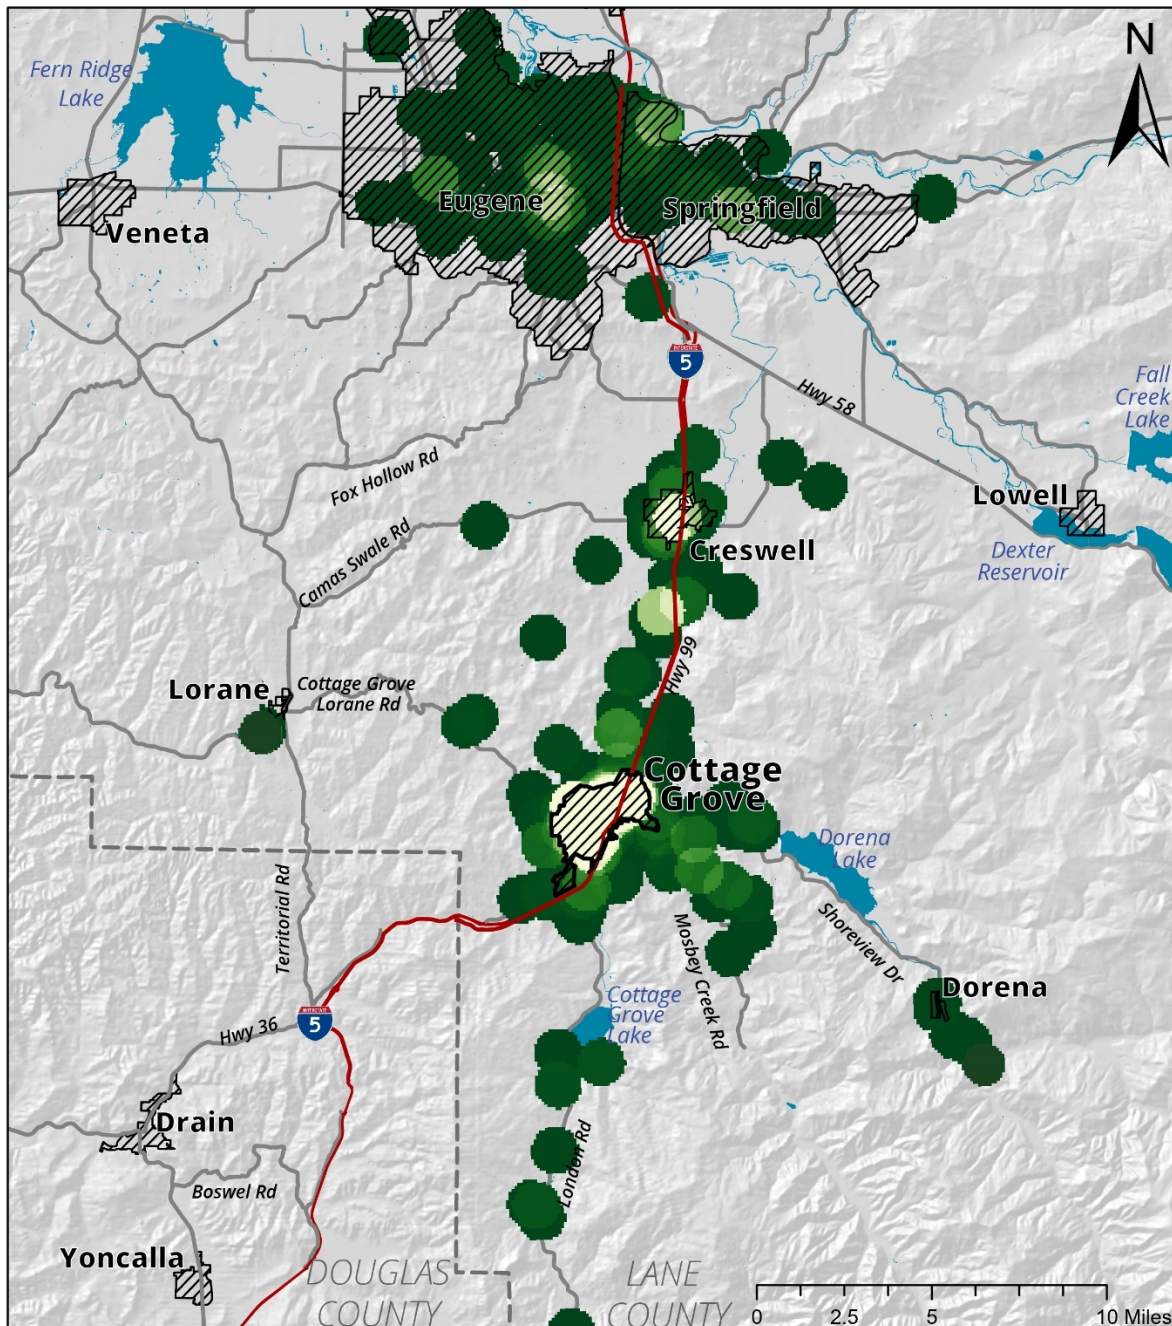 N
Fern Ridge
Lake
Eugene
Springfield
Veneta
INTERSTATE
5
Fall
Creek
Lake
Hwy 58
Fox Hollow Rd
Lowell
Camas Swale Rd
Creswell
Dexter
Reservoir
Hwy 99
Lorane
Cottage Grove
Lorane Rd
Cottage
Grove
Dorena
Lake
Territorial Rd
Shoreview Dr
Mosbey Creek Rd
Dorena
Cottage
Grove
Lake
INTERSTATE
5
Hwy 36
Drain
London Rd
Boswel Rd
Yoncalla
DOUGLAS
COUNTY
LANE
COUNTY
0 2.5 5 10 Miles